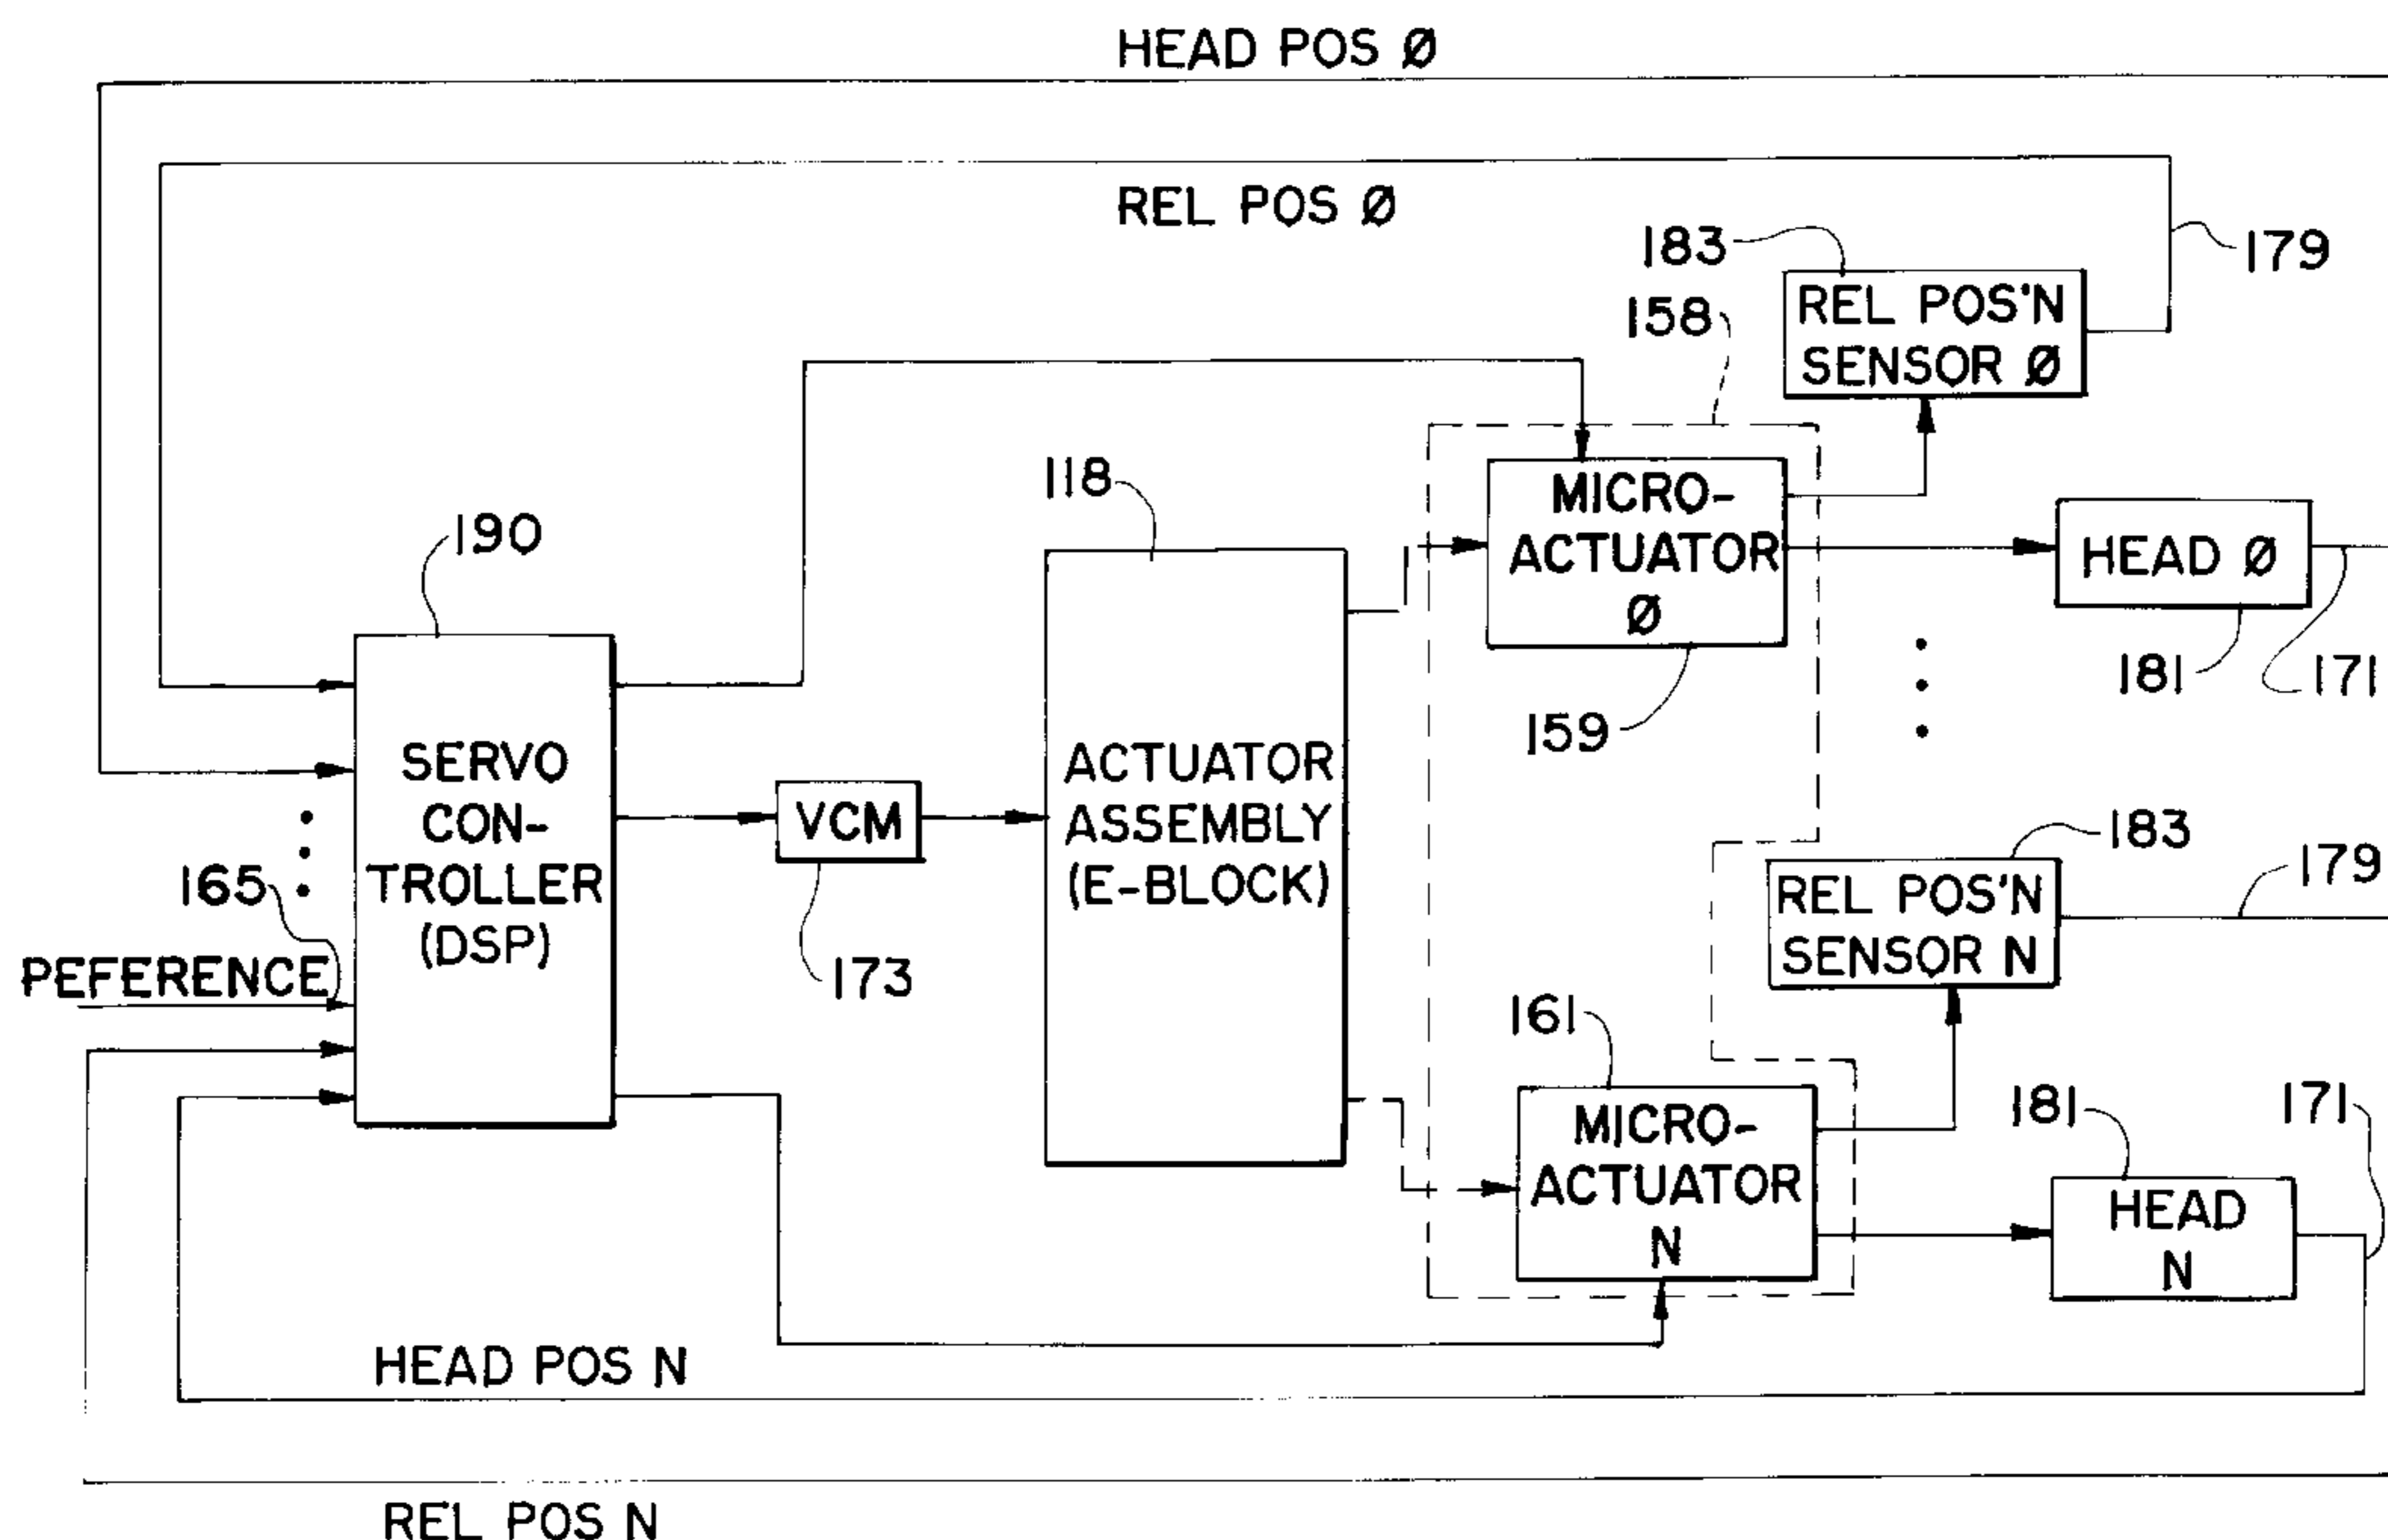 HEAD POS Ø
REL POS Ø
183
179
158
REL POS'N
SENSOR Ø
118
MICRO-
ACTUATOR
Ø
190
HEAD Ø
181
171
159
SERVO
CON-
TROLLER
(DSP)
VCM
ACTUATOR
ASSEMBLY
(E-BLOCK)
183
179
165
REL POS'N
SENSOR N
PEFERENCE
173
161
MICRO-
ACTUATOR
N
181
171
HEAD
N
HEAD POS N
REL POS N